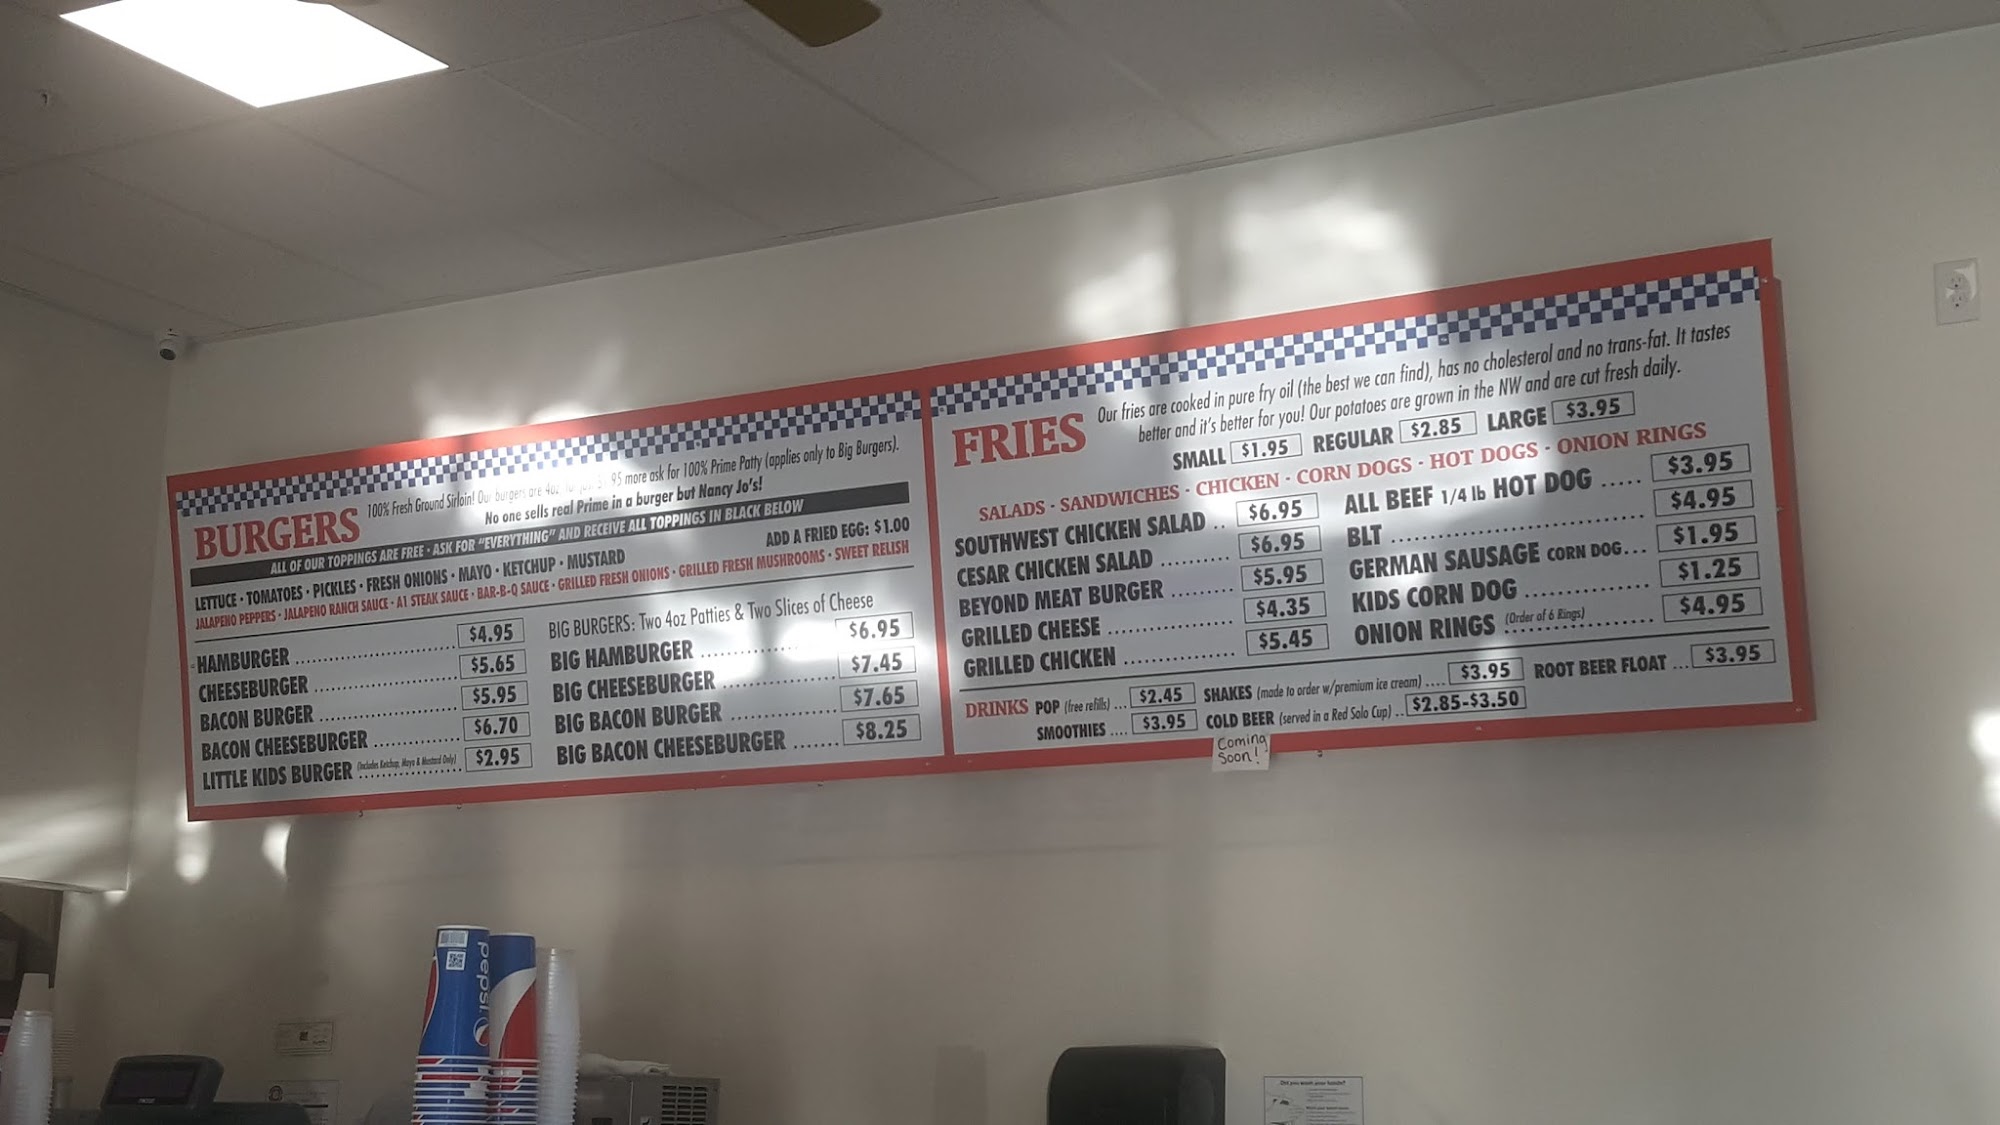 BURGERS
100% Fresh Ground Sirloin! Our burgers are 4oz, for just .95 more ask for 100% Prime Patty (applies only to Big Burgers).
No one sells real Prime in a burger but Nancy Jo's!
ALL OF OUR TOPPINGS ARE FREE · ASK FOR "EVERYTHING" AND RECEIVE ALL TOPPINGS IN BLACK BELOW
LETTUCE · TOMATOES · PICKLES · FRESH ONIONS · MAYO · KETCHUP · MUSTARD
ADD A FRIED EGG: $1.00
JALAPENO PEPPERS · JALAPENO RANCH SAUCE · A1 STEAK SAUCE · BAR-B-Q SAUCE · GRILLED FRESH ONIONS · GRILLED FRESH MUSHROOMS · SWEET RELISH
HAMBURGER $4.95
CHEESEBURGER $5.65
BACON BURGER $5.95
BACON CHEESEBURGER $6.70
LITTLE KIDS BURGER (Includes Ketchup, Mayo & Mustard Only) $2.95
BIG BURGERS: Two 4oz Patties & Two Slices of Cheese
BIG HAMBURGER $6.95
BIG CHEESEBURGER $7.45
BIG BACON BURGER $7.65
BIG BACON CHEESEBURGER $8.25
FRIES
Our fries are cooked in pure fry oil (the best we can find), has no cholesterol and no trans-fat. It tastes
better and it's better for you! Our potatoes are grown in the NW and are cut fresh daily.
SMALL $1.95 REGULAR $2.85 LARGE $3.95
SALADS · SANDWICHES · CHICKEN · CORN DOGS · HOT DOGS · ONION RINGS
SOUTHWEST CHICKEN SALAD .. $6.95
CESAR CHICKEN SALAD $6.95
BEYOND MEAT BURGER $5.95
GRILLED CHEESE $4.35
GRILLED CHICKEN $5.45
ALL BEEF 1/4 lb HOT DOG ..... $3.95
BLT $4.95
GERMAN SAUSAGE CORN DOG... $1.95
KIDS CORN DOG $1.25
ONION RINGS (Order of 6 Rings) $4.95
DRINKS POP (free refills) ... $2.45 SHAKES (made to order w/premium ice cream) .... $3.95 ROOT BEER FLOAT ... $3.95
SMOOTHIES .... $3.95 COLD BEER (served in a Red Solo Cup) .. $2.85-$3.50
Coming
Soon!
pepsi